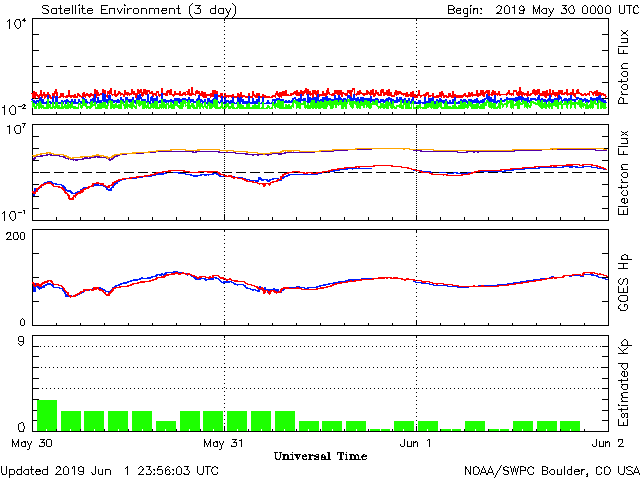 Satellite Environment (3 day) Begin: 2019 May 30 0000 UTC
10⁴
10⁻²
Proton Flux
10⁷
10⁻¹
Electron Flux
200
0
GOES Hp
9
0
Estimated Kp
May 30 May 31 Jun 1 Jun 2
Universal Time
Updated 2019 Jun 1 23:56:03 UTC NOAA/SWPC Boulder, CO USA